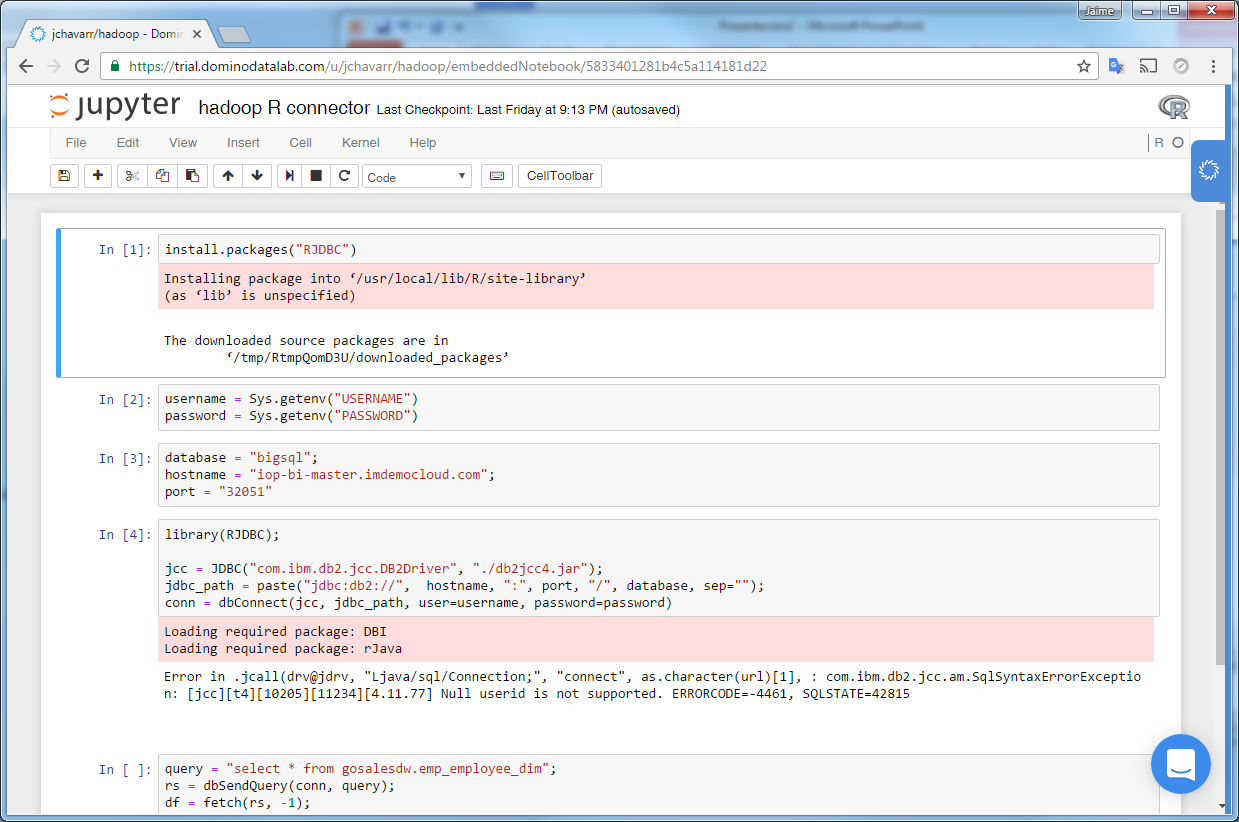 Jaime
Presentación2 - Microsoft PowerPoint
jchavarr/hadoop - Domin
https://trial.dominodatalab.com/u/jchavarr/hadoop/embeddedNotebook/5833401281b4c5a114181d22
jupyter hadoop R connector Last Checkpoint: Last Friday at 9:13 PM (autosaved)
File Edit View Insert Cell Kernel Help R
Code CellToolbar
In [1]: install.packages("RJDBC")
Installing package into ‘/usr/local/lib/R/site-library’
(as ‘lib’ is unspecified)
The downloaded source packages are in
‘/tmp/RtmpQomD3U/downloaded_packages’
In [2]: username = Sys.getenv("USERNAME")
password = Sys.getenv("PASSWORD")
In [3]: database = "bigsql";
hostname = "iop-bi-master.imdemocloud.com";
port = "32051"
In [4]: library(RJDBC);
jcc = JDBC("com.ibm.db2.jcc.DB2Driver", "./db2jcc4.jar");
jdbc_path = paste("jdbc:db2://",  hostname, ":", port, "/", database, sep="");
conn = dbConnect(jcc, jdbc_path, user=username, password=password)
Loading required package: DBI
Loading required package: rJava
Error in .jcall(drv@jdrv, "Ljava/sql/Connection;", "connect", as.character(url)[1], : com.ibm.db2.jcc.am.SqlSyntaxErrorExceptio
n: [jcc][t4][10205][11234][4.11.77] Null userid is not supported. ERRORCODE=-4461, SQLSTATE=42815
In [ ]: query = "select * from gosalesdw.emp_employee_dim";
rs = dbSendQuery(conn, query);
df = fetch(rs, -1);